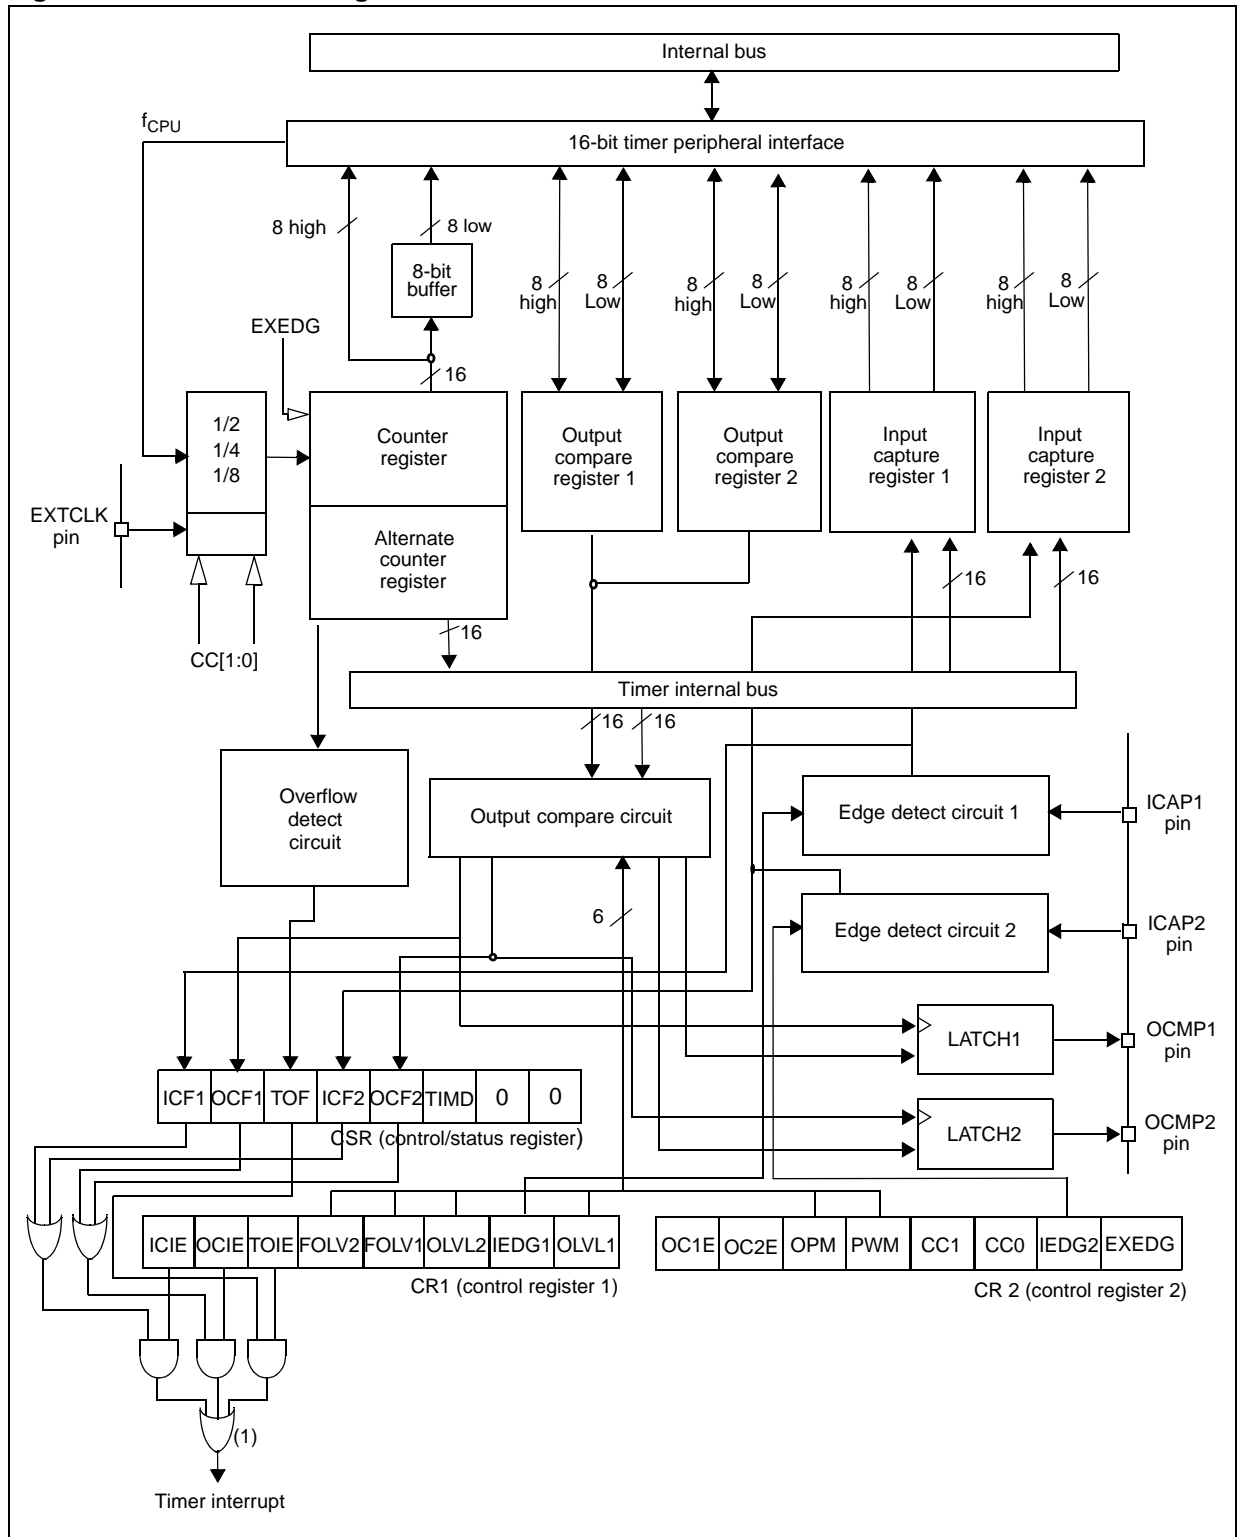 Internal bus
fCPU
16-bit timer peripheral interface
8 high
8 low
8-bit
buffer
8
high
8
Low
8
high
8
Low
8
high
8
Low
8
high
8
Low
EXEDG
16
1/2
1/4
1/8
Counter
register
Output
compare
register 1
Output
compare
register 2
Input
capture
register 1
Input
capture
register 2
EXTCLK
pin
Alternate
counter
register
16
16
16
CC[1:0]
Timer internal bus
16
16
Overflow
detect
circuit
Output compare circuit
Edge detect circuit 1
ICAP1
pin
6
Edge detect circuit 2
ICAP2
pin
LATCH1
OCMP1
pin
ICF1 OCF1 TOF ICF2 OCF2 TIMD 0 0
CSR (control/status register)
LATCH2
OCMP2
pin
ICIE OCIE TOIE FOLV2 FOLV1 OLVL2 IEDG1 OLVL1
CR1 (control register 1)
OC1E OC2E OPM PWM CC1 CC0 IEDG2 EXEDG
CR 2 (control register 2)
(1)
Timer interrupt